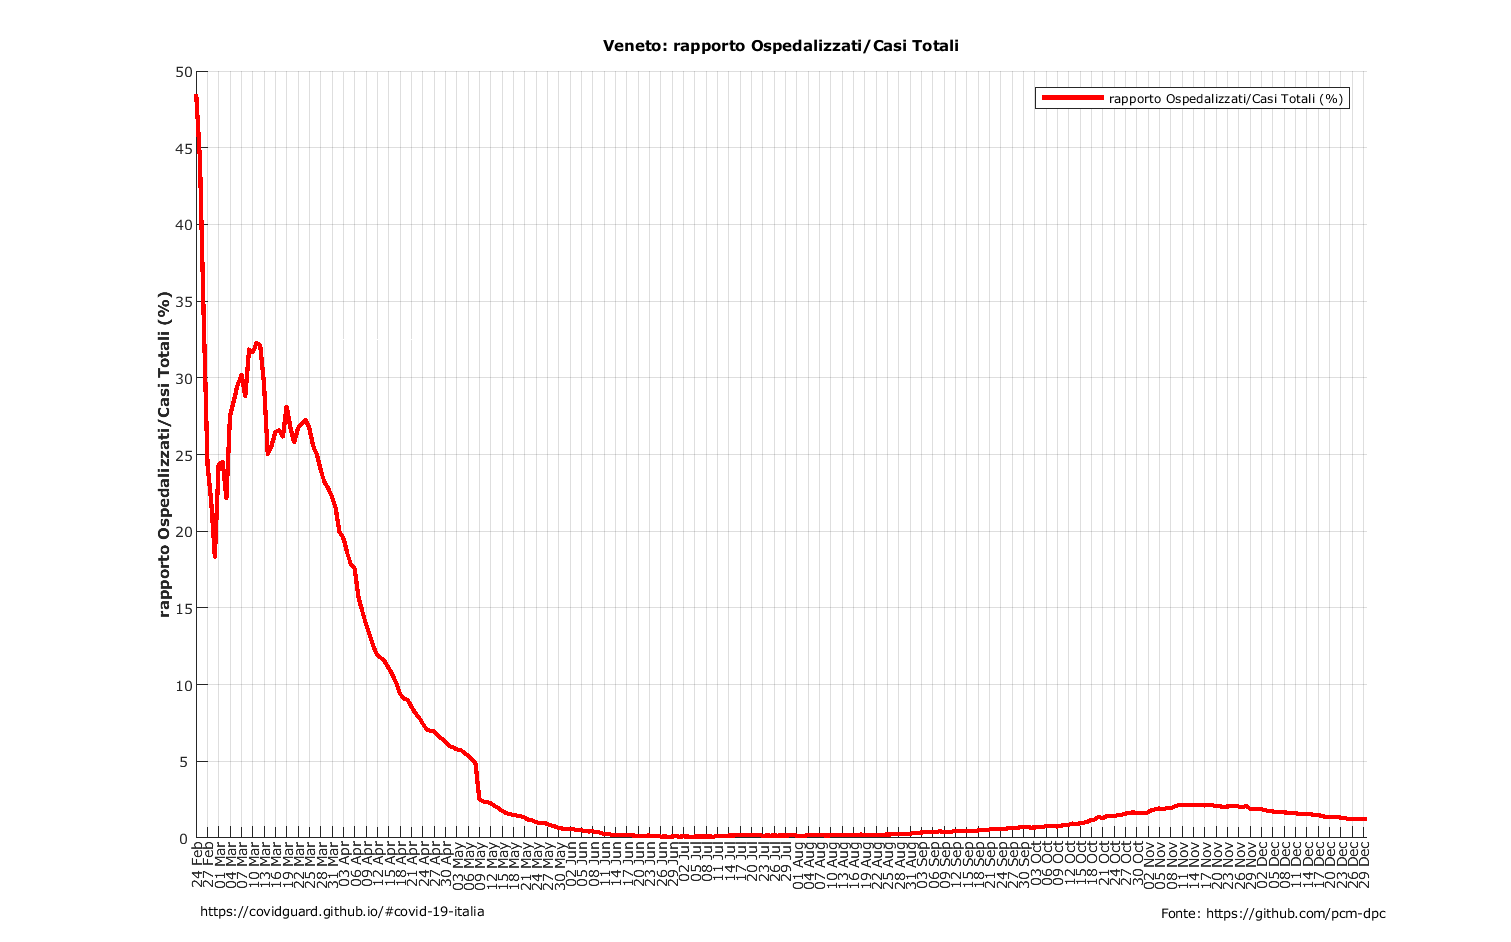 Veneto: rapporto Ospedalizzati/Casi Totali
rapporto Ospedalizzati/Casi Totali (%)
rapporto Ospedalizzati/Casi Totali (%)
50
45
40
35
30
25
20
15
10
5
0
24 Feb
27 Feb
01 Mar
04 Mar
07 Mar
10 Mar
13 Mar
16 Mar
19 Mar
22 Mar
25 Mar
28 Mar
31 Mar
03 Apr
06 Apr
09 Apr
12 Apr
15 Apr
18 Apr
21 Apr
24 Apr
27 Apr
30 Apr
03 May
06 May
09 May
12 May
15 May
18 May
21 May
24 May
27 May
30 May
02 Jun
05 Jun
08 Jun
11 Jun
14 Jun
17 Jun
20 Jun
23 Jun
26 Jun
29 Jun
02 Jul
05 Jul
08 Jul
11 Jul
14 Jul
17 Jul
20 Jul
23 Jul
26 Jul
29 Jul
01 Aug
04 Aug
07 Aug
10 Aug
13 Aug
16 Aug
19 Aug
22 Aug
25 Aug
28 Aug
31 Aug
03 Sep
06 Sep
09 Sep
12 Sep
15 Sep
18 Sep
21 Sep
24 Sep
27 Sep
30 Sep
03 Oct
06 Oct
09 Oct
12 Oct
15 Oct
18 Oct
21 Oct
24 Oct
27 Oct
30 Oct
02 Nov
05 Nov
08 Nov
11 Nov
14 Nov
17 Nov
20 Nov
23 Nov
26 Nov
29 Nov
02 Dec
05 Dec
08 Dec
11 Dec
14 Dec
17 Dec
20 Dec
23 Dec
26 Dec
29 Dec
https://covidguard.github.io/#covid-19-italia
Fonte: https://github.com/pcm-dpc